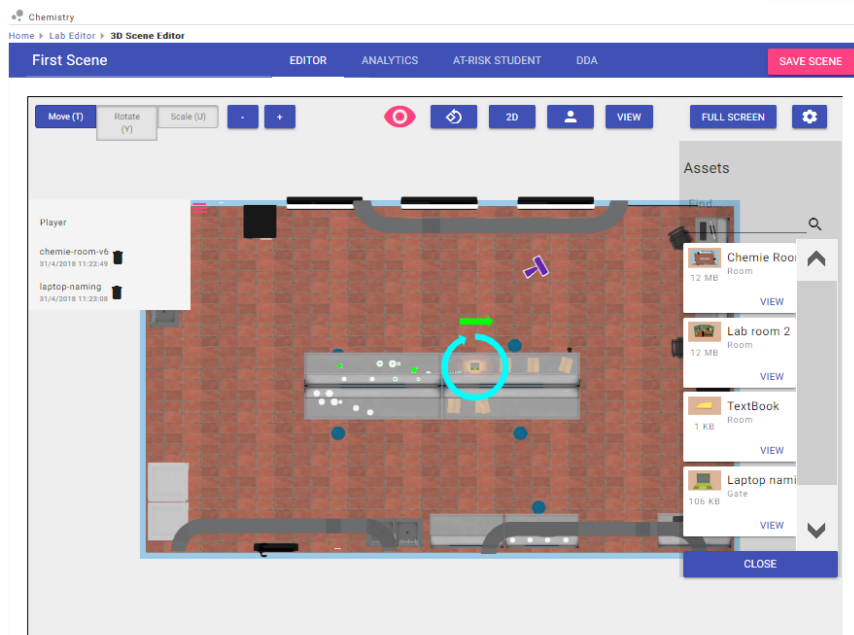 Chemistry
Home Lab Editor 3D Scene Editor
First Scene EDITOR ANALYTICS AT-RISK STUDENT DDA SAVE SCENE
Move (T) Rotate (Y) Scale (U) - + 2D VIEW FULL SCREEN
Assets
Find...
Player
chemie-room-v6
31/4/2018 11:22:49
laptop-naming
31/4/2018 11:23:08
Chemie Roo
Room
12 MB
VIEW
Lab room 2
Room
12 MB
VIEW
TextBook
Room
1 KB
VIEW
Laptop nami
Gate
106 KB
VIEW
CLOSE